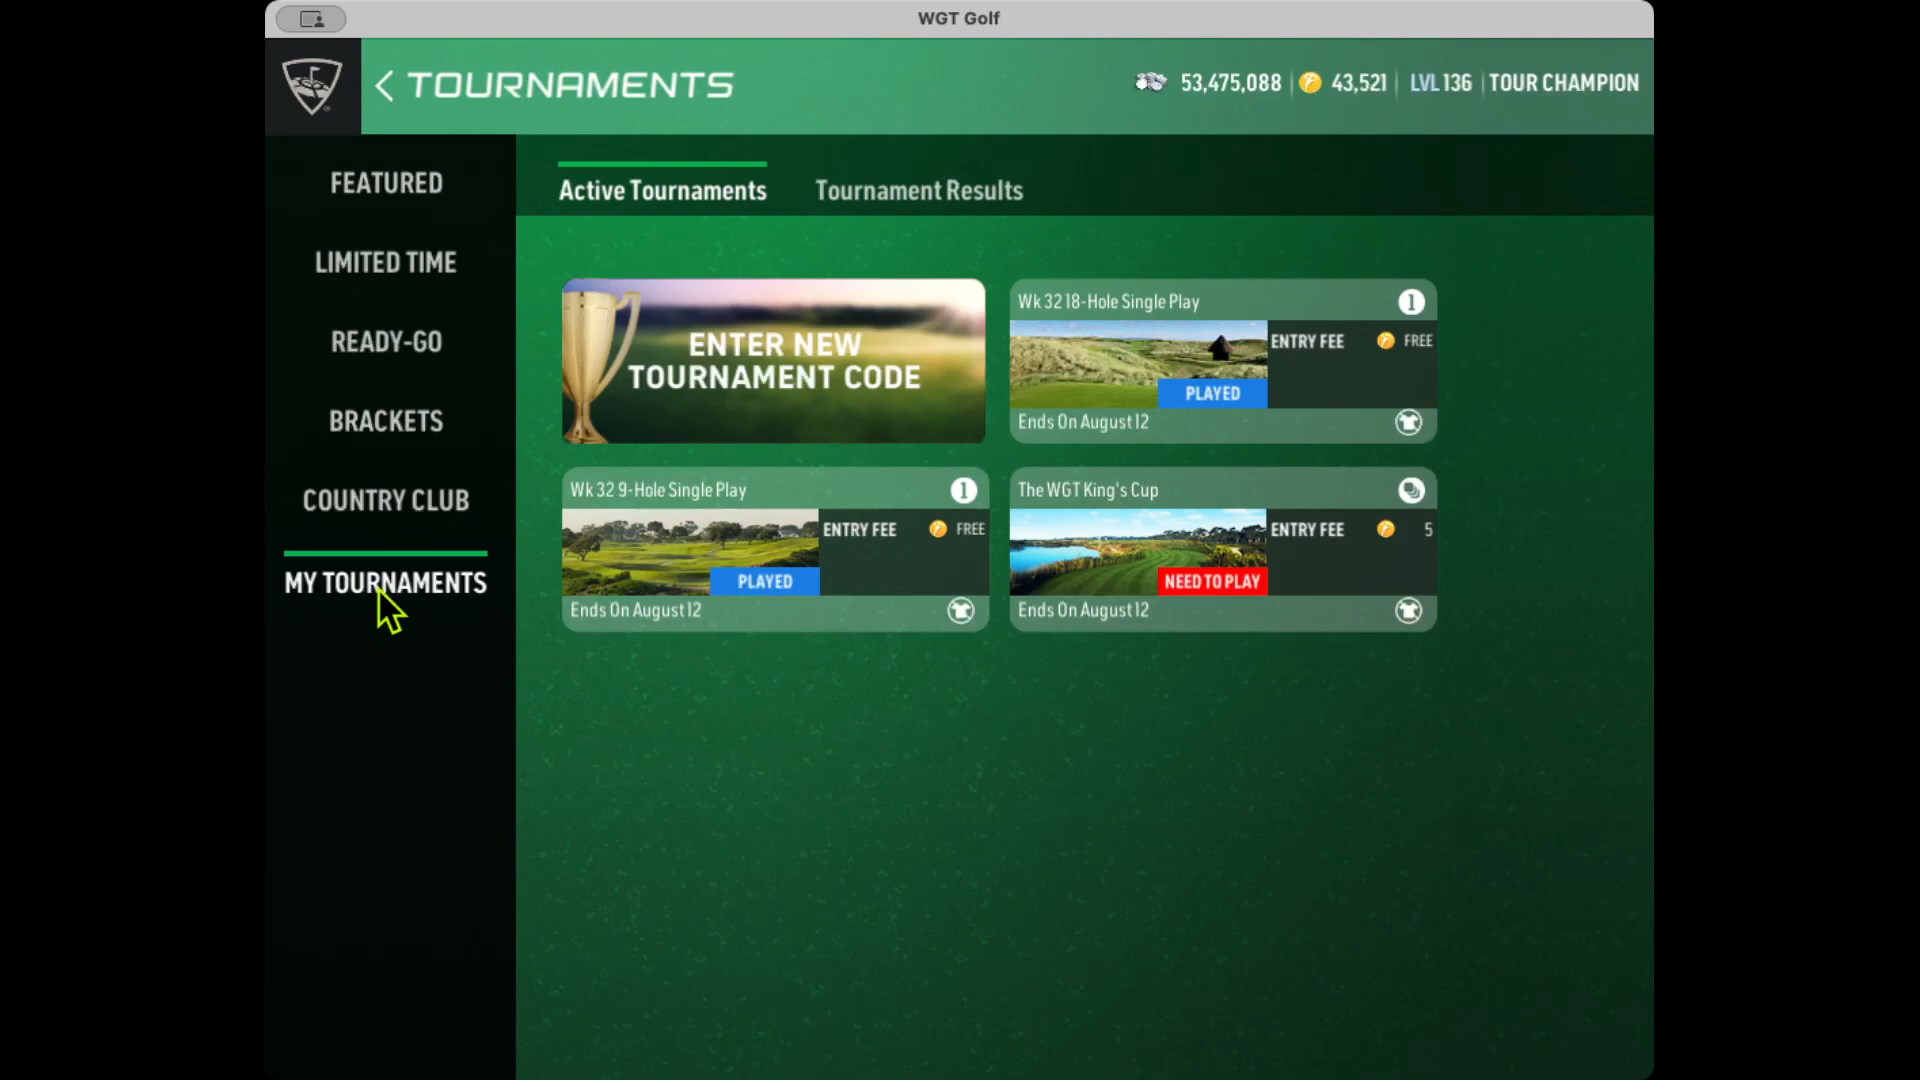 WGT Golf
TOURNAMENTS
53,475,088
43,521
LVL 136
TOUR CHAMPION
FEATURED
LIMITED TIME
READY-GO
BRACKETS
COUNTRY CLUB
MY TOURNAMENTS
Active Tournaments
Tournament Results
ENTER NEW
TOURNAMENT CODE
Wk 32 18-Hole Single Play
1
ENTRY FEE
FREE
PLAYED
Ends On August 12
Wk 32 9-Hole Single Play
1
ENTRY FEE
FREE
PLAYED
Ends On August 12
The WGT King's Cup
ENTRY FEE
5
NEED TO PLAY
Ends On August 12